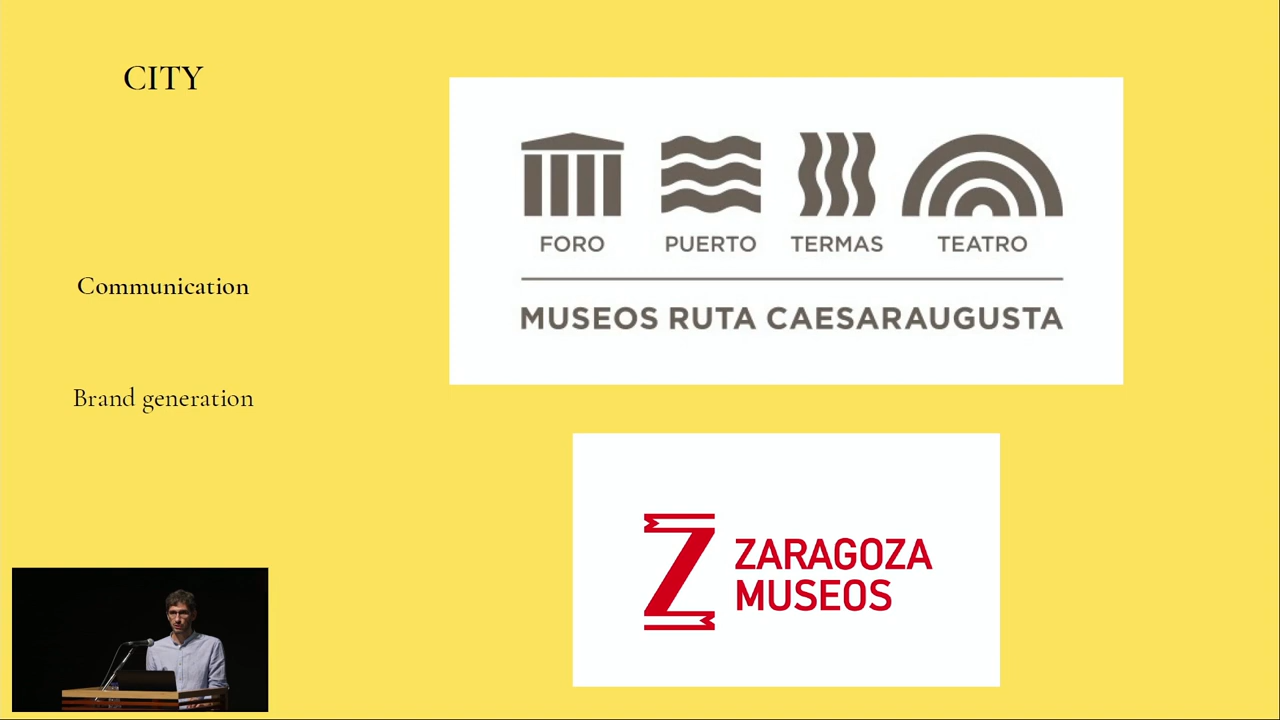 CITY
Communication
Brand generation
FORO PUERTO TERMAS TEATRO
MUSEOS RUTA CAESARAUGUSTA
Z ZARAGOZA
MUSEOS